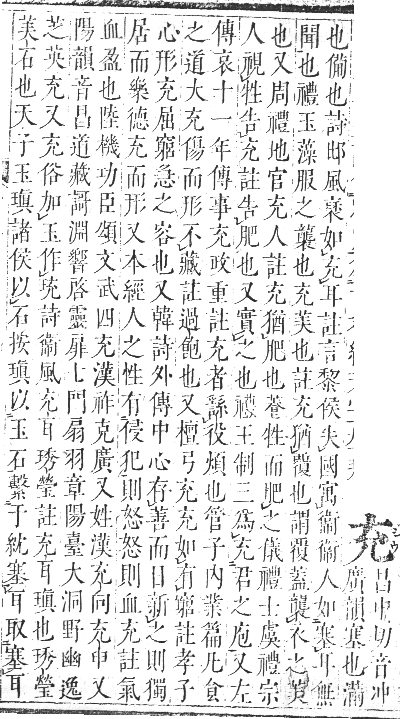 充
昌中切音冲
廣韻塞也滿
也備也詩邶風褎如充耳註言黎侯失國寓衞衞人如塞耳無
聞也禮玉藻服之襲也充美也註充猶覆也謂覆蓋襲衣之美
也又周禮地官充人註充猶肥也養牲而肥之儀禮士虞禮宗
人視牲告充註告肥也又實之也禮王制三為充君之庖又左
傳哀十一年傳事充政重註充者繇役煩也管子內業篇凡食
之道大充傷而形不臧註過飽也又檀弓充充如有窮註孝子
心形充屈窮急之容也又韓詩外傳中心存善而日新之則獨
居而樂德充而形又本經人之性有侵犯則怒怒則血充註氣
血盈也陸機功臣頌文武四充漢祚克廣又姓漢充向充申又
陽韻音昌道藏謌淵響啓靈扉七門扇羽章陽臺大洞野幽逸
芝英充又充俗加玉作珫詩衞風充耳琇瑩註充耳瑱也琇瑩
美石也天子玉瑱諸侯以石按瑱以玉石繫于紞塞耳取塞耳